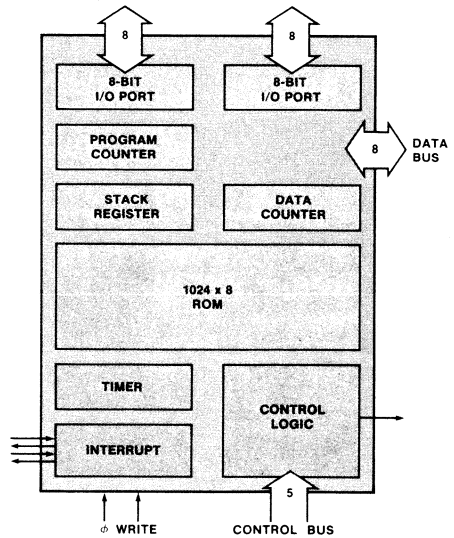 8
8
8-BIT
I/O PORT
8-BIT
I/O PORT
PROGRAM
COUNTER
8
DATA
BUS
STACK
REGISTER
DATA
COUNTER
1024 x 8
ROM
TIMER
CONTROL
LOGIC
INTERRUPT
5
ϕ WRITE
CONTROL BUS